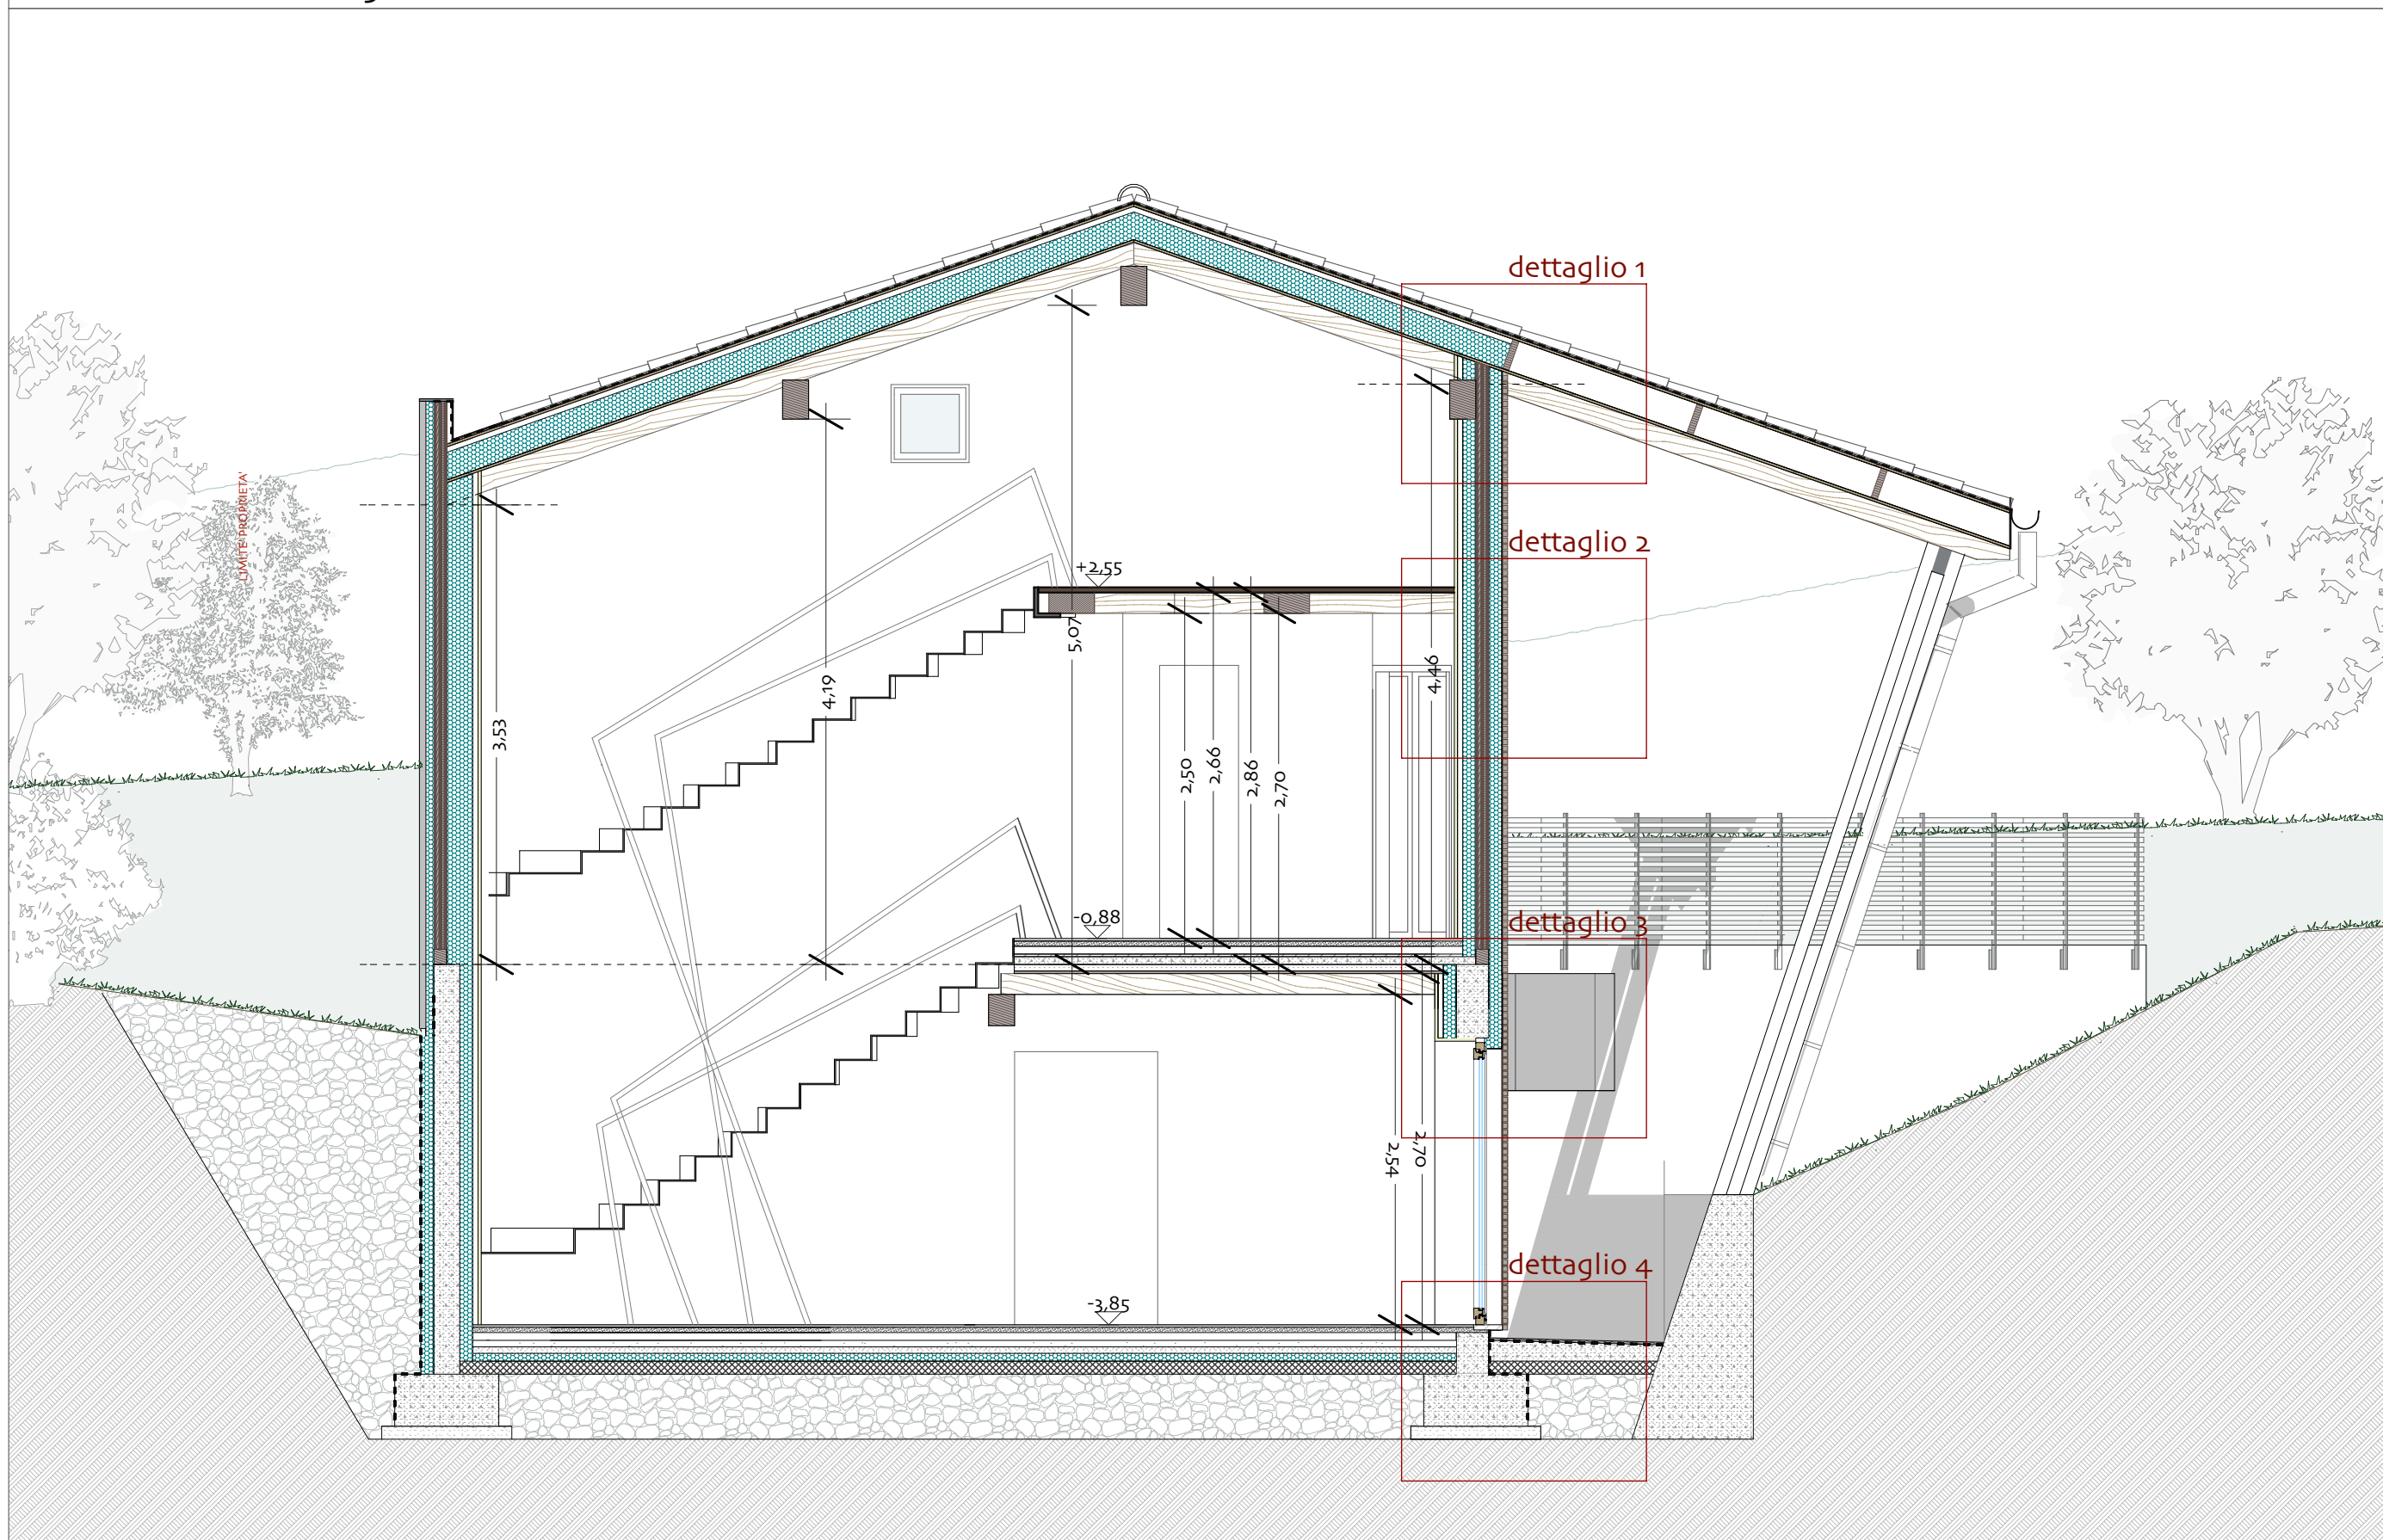 dettaglio 1
LIMITE PROPRIETA'
dettaglio 2
+2,55
5,07
4,46
4,19
3,53
2,50
2,66
2,86
2,70
-0,88
dettaglio 3
2,54
2,70
dettaglio 4
-3,85